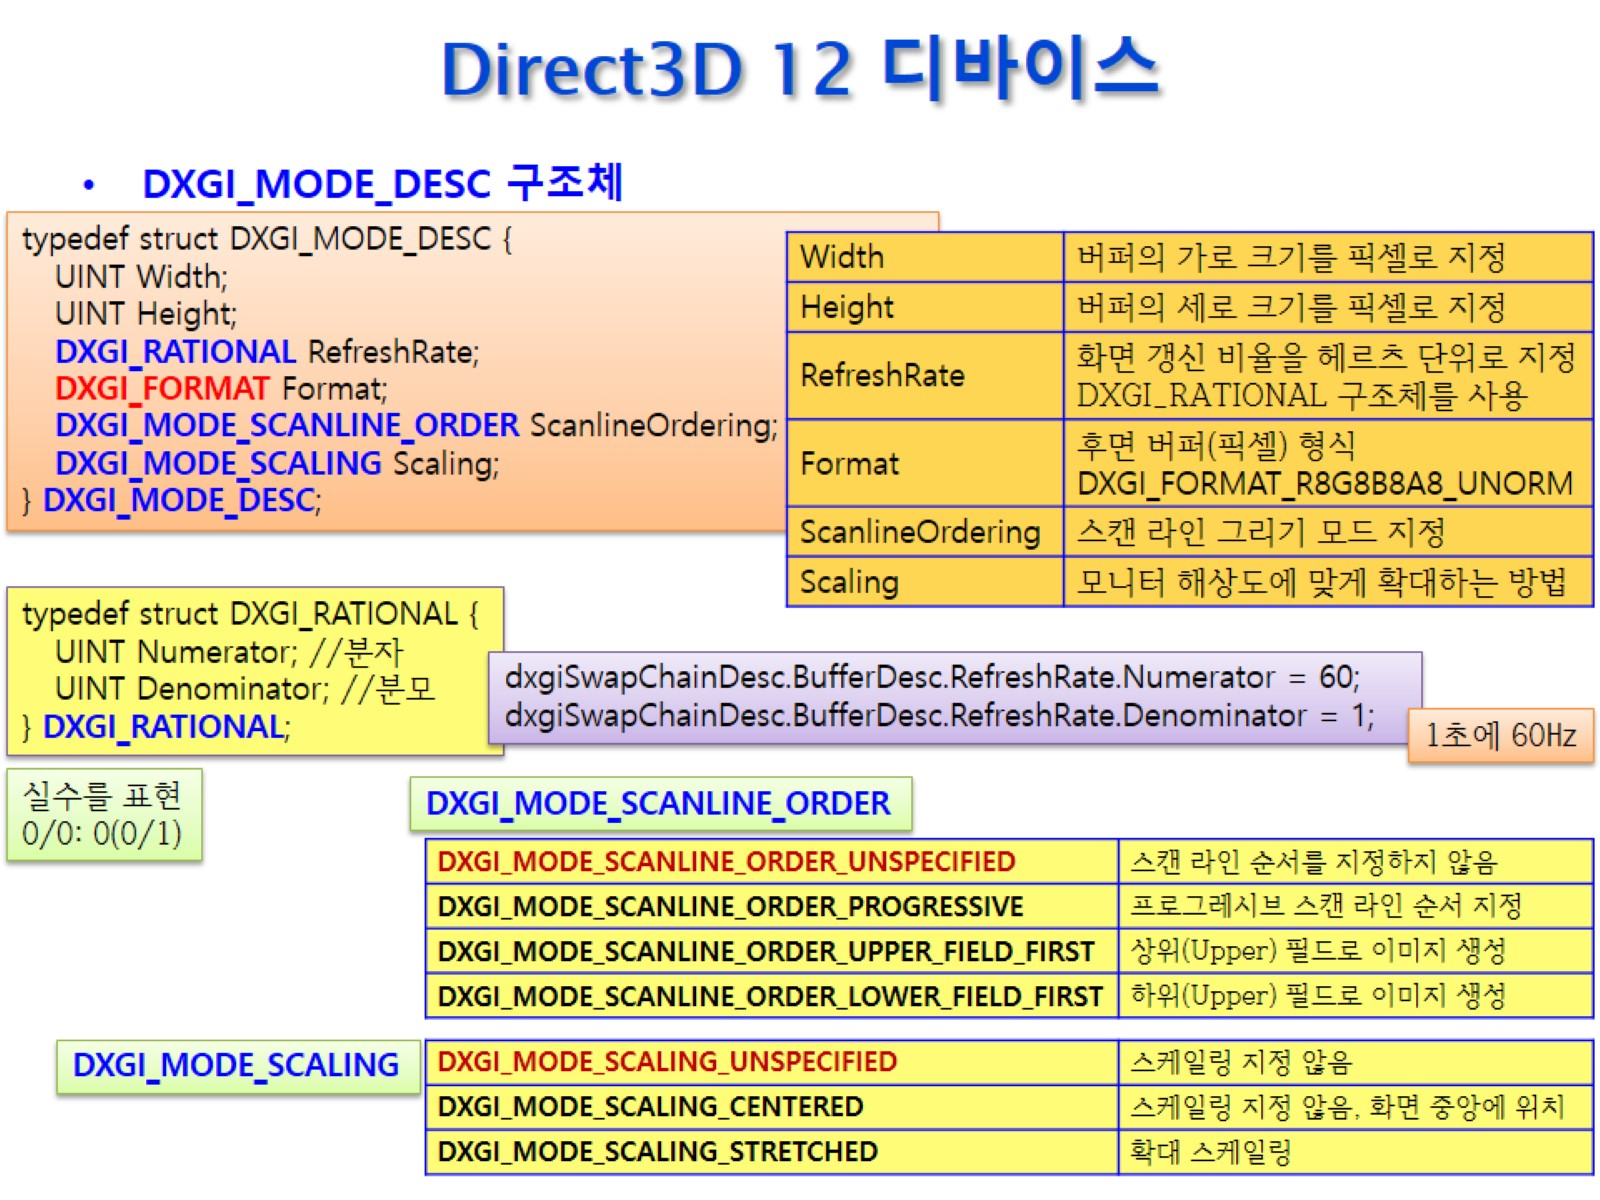 Direct3D 12 디바이스
• DXGI_MODE_DESC 구조체
typedef struct DXGI_MODE_DESC {
UINT Width;
UINT Height;
DXGI_RATIONAL RefreshRate;
DXGI_FORMAT Format;
DXGI_MODE_SCANLINE_ORDER ScanlineOrdering;
DXGI_MODE_SCALING Scaling;
} DXGI_MODE_DESC;
Width 버퍼의 가로 크기를 픽셀로 지정
Height 버퍼의 세로 크기를 픽셀로 지정
RefreshRate 화면 갱신 비율을 헤르츠 단위로 지정
DXGI_RATIONAL 구조체를 사용
Format 후면 버퍼(픽셀) 형식
DXGI_FORMAT_R8G8B8A8_UNORM
ScanlineOrdering 스캔 라인 그리기 모드 지정
Scaling 모니터 해상도에 맞게 확대하는 방법
typedef struct DXGI_RATIONAL {
UINT Numerator; //분자
UINT Denominator; //분모
} DXGI_RATIONAL;
dxgiSwapChainDesc.BufferDesc.RefreshRate.Numerator = 60;
dxgiSwapChainDesc.BufferDesc.RefreshRate.Denominator = 1;
1초에 60Hz
실수를 표현
0/0: 0(0/1)
DXGI_MODE_SCANLINE_ORDER
DXGI_MODE_SCANLINE_ORDER_UNSPECIFIED 스캔 라인 순서를 지정하지 않음
DXGI_MODE_SCANLINE_ORDER_PROGRESSIVE 프로그레시브 스캔 라인 순서 지정
DXGI_MODE_SCANLINE_ORDER_UPPER_FIELD_FIRST 상위(Upper) 필드로 이미지 생성
DXGI_MODE_SCANLINE_ORDER_LOWER_FIELD_FIRST 하위(Upper) 필드로 이미지 생성
DXGI_MODE_SCALING
DXGI_MODE_SCALING_UNSPECIFIED 스케일링 지정 않음
DXGI_MODE_SCALING_CENTERED 스케일링 지정 않음, 화면 중앙에 위치
DXGI_MODE_SCALING_STRETCHED 확대 스케일링